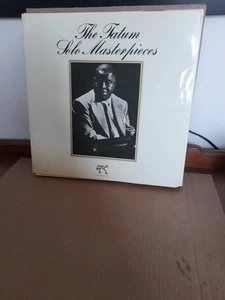 The Tatum
Solo Masterpieces